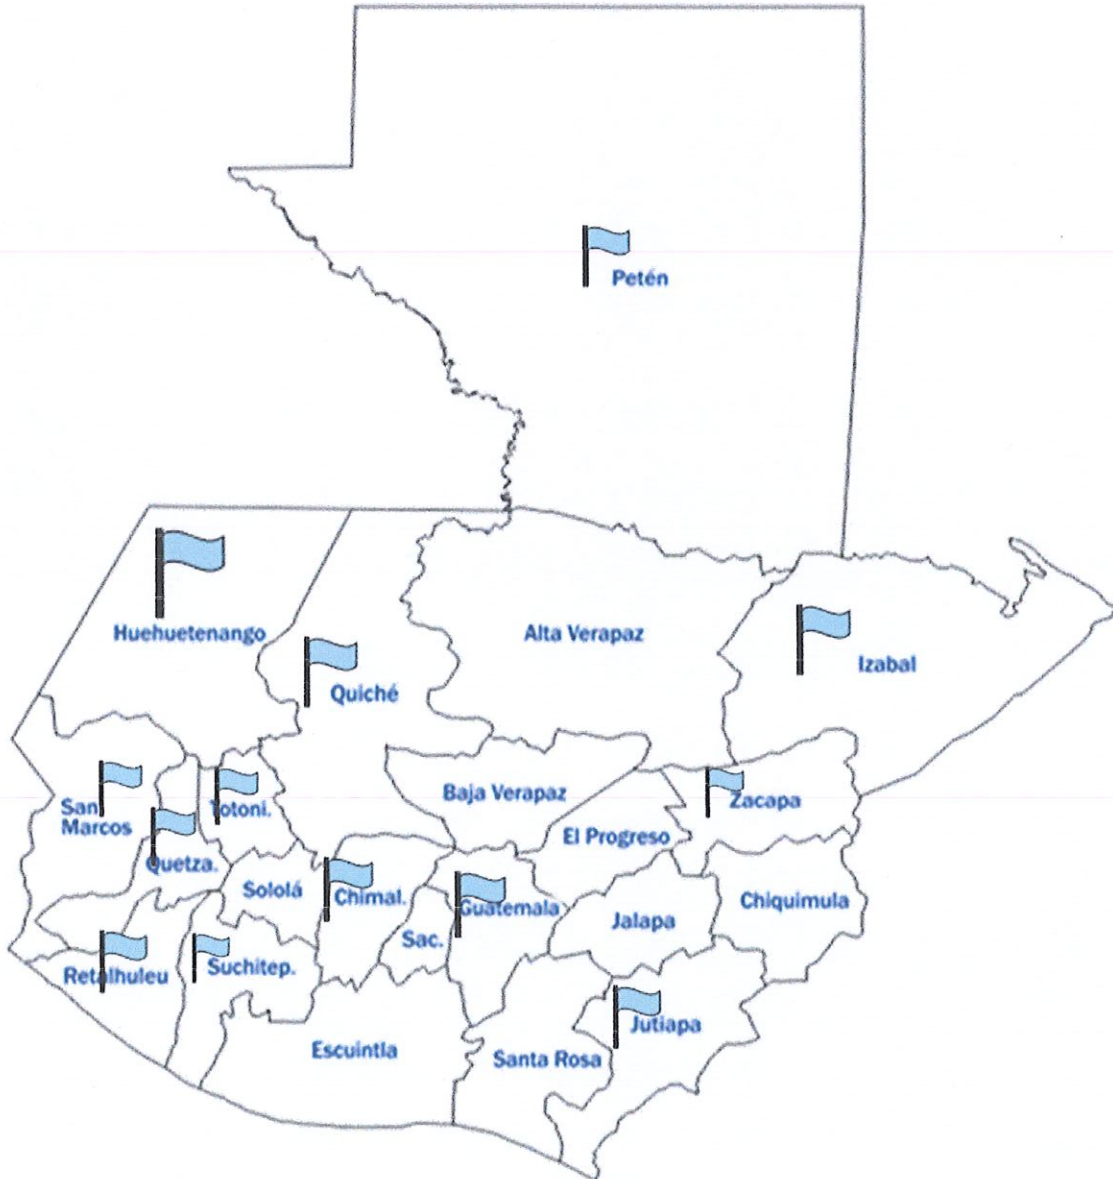 Petén
Huehuetenango
Alta Verapaz
Izabal
Quiché
San
Marcos
Totoni.
Baja Verapaz
Zacapa
El Progreso
Quetza.
Sololá
Chimal.
Guatemala
Chiquimula
Jalapa
Sac.
Retalhuleu
Suchitep.
Jutiapa
Escuintla
Santa Rosa